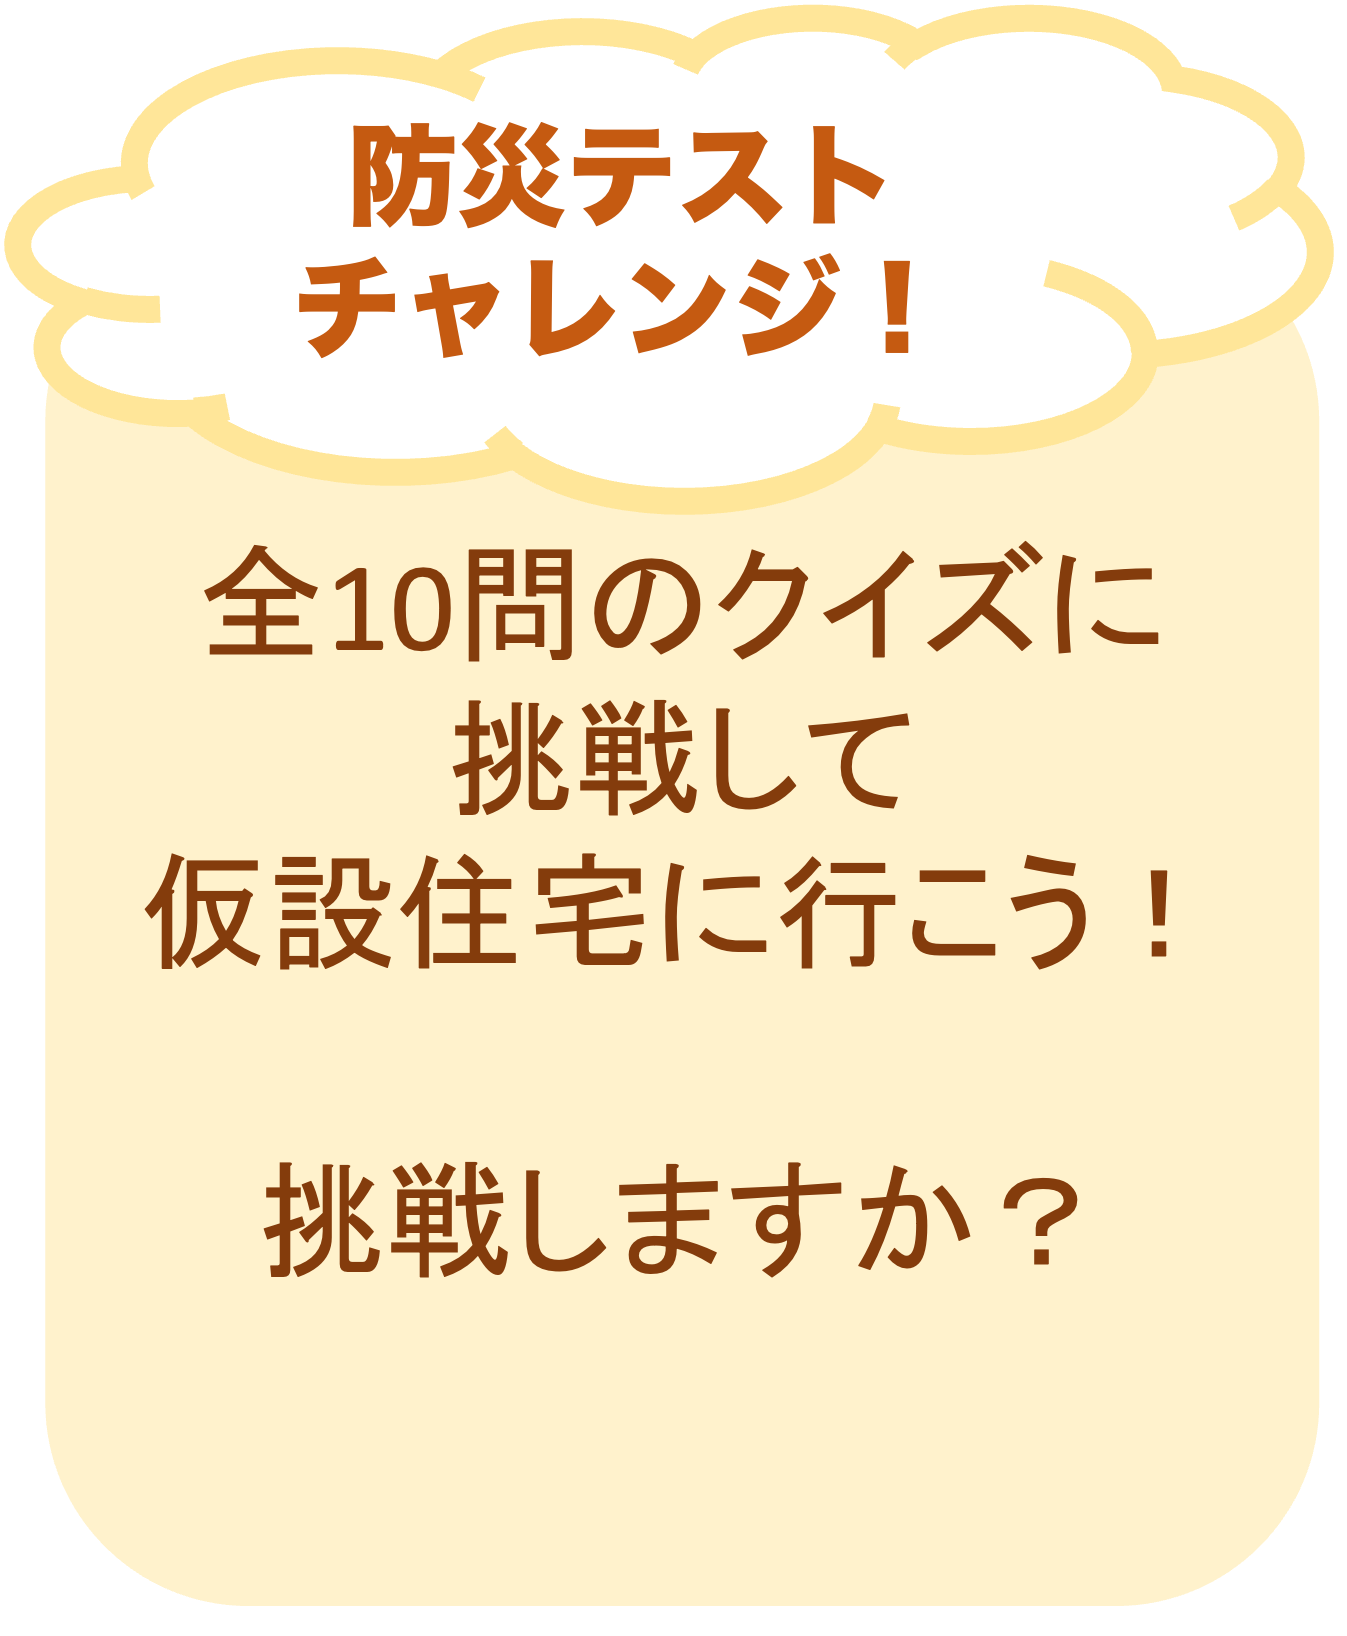 防災テスト
チャレンジ！
全10問のクイズに
挑戦して
仮設住宅に行こう！
挑戦しますか？